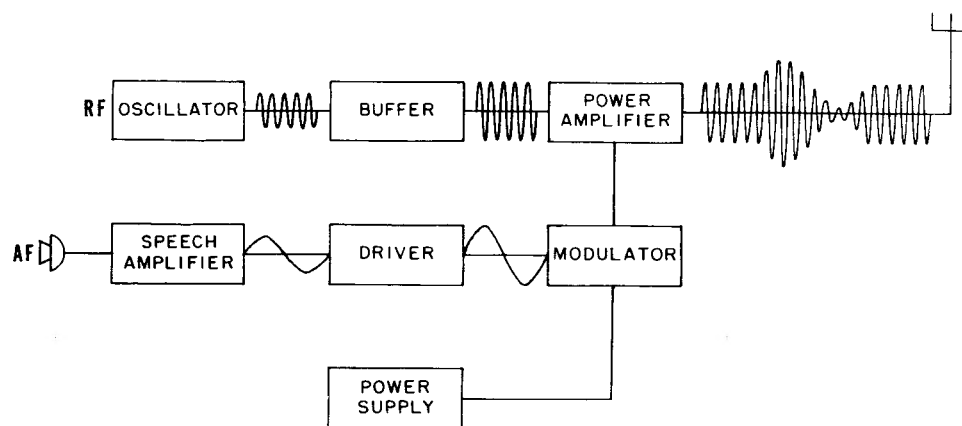 RF
OSCILLATOR
BUFFER
POWER
AMPLIFIER
AF
SPEECH
AMPLIFIER
DRIVER
MODULATOR
POWER
SUPPLY